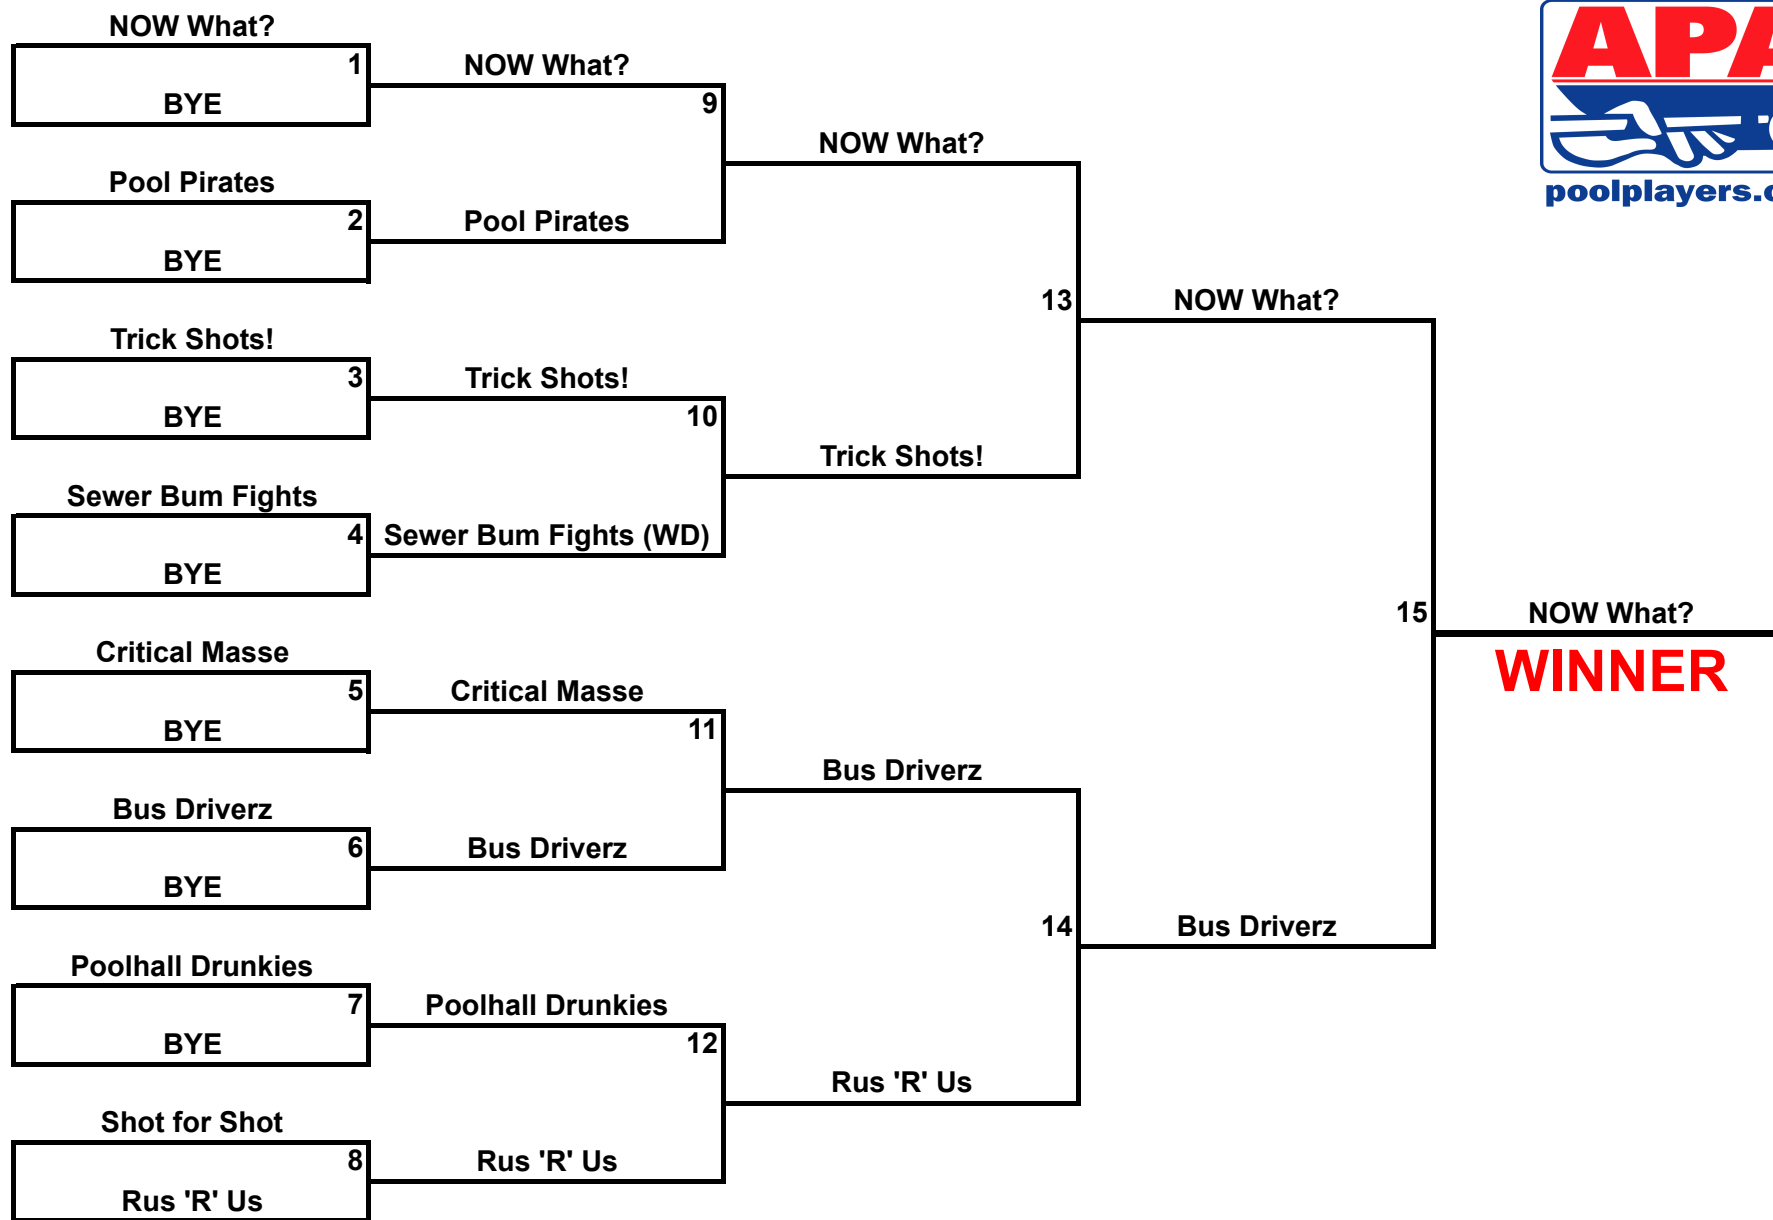 NOW What?
1
BYE
Pool Pirates
2
BYE
Trick Shots!
3
BYE
Sewer Bum Fights
4
BYE
Critical Masse
5
BYE
Bus Driverz
6
BYE
Poolhall Drunkies
7
BYE
Shot for Shot
8
Rus 'R' Us
NOW What?
9
Pool Pirates
Trick Shots!
10
Sewer Bum Fights (WD)
Critical Masse
11
Bus Driverz
Poolhall Drunkies
12
Rus 'R' Us
NOW What?
13
Trick Shots!
Bus Driverz
14
Rus 'R' Us
NOW What?
15
Bus Driverz
NOW What?
WINNER
APA
poolplayers.c